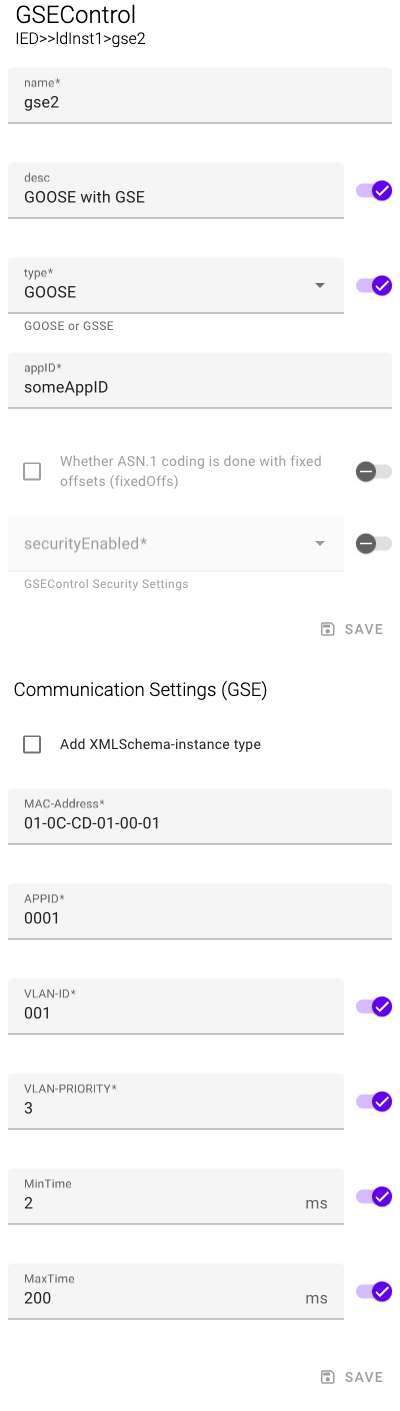 GSEControl
IED>>ldInst1>gse2
name*
gse2
desc
GOOSE with GSE
type*
GOOSE
GOOSE or GSSE
appID*
someAppID
Whether ASN.1 coding is done with fixed
offsets (fixedOffs)
securityEnabled*
GSEControl Security Settings
SAVE
Communication Settings (GSE)
Add XMLSchema-instance type
MAC-Address*
01-0C-CD-01-00-01
APPID*
0001
VLAN-ID*
001
VLAN-PRIORITY*
3
MinTime
2 ms
MaxTime
200 ms
SAVE